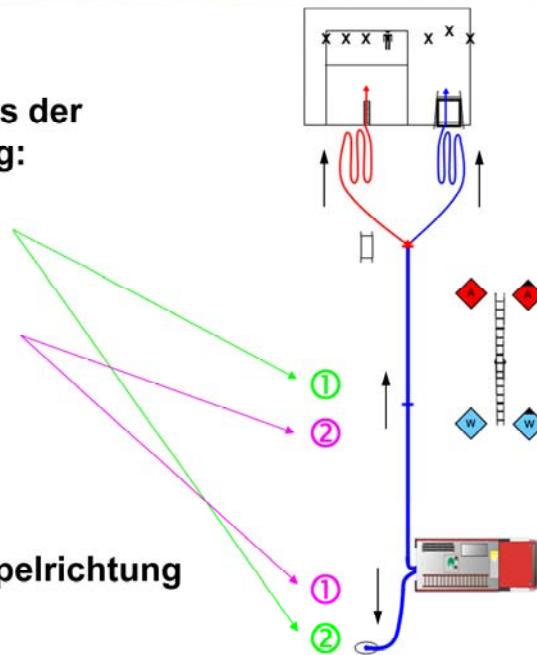 X X X X X X
s der
g:
A A
①
②
W W
pelrichtung
①
②